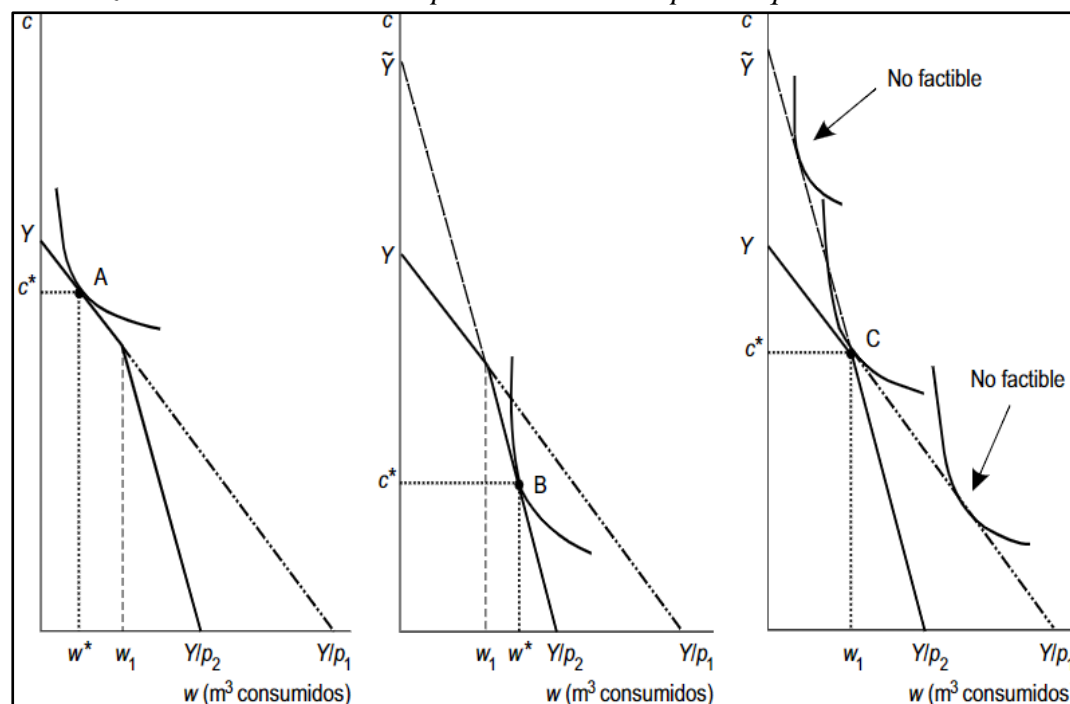 c
Y
c*
A
w*
w₁
Y/p₂
Y/p₁
w (m³ consumidos)
c
Ỹ
Y
c*
B
w₁
w*
Y/p₂
Y/p₁
w (m³ consumidos)
c
Ỹ
No factible
Y
c*
C
No factible
w₁
Y/p₂
w (m³ consumidos)